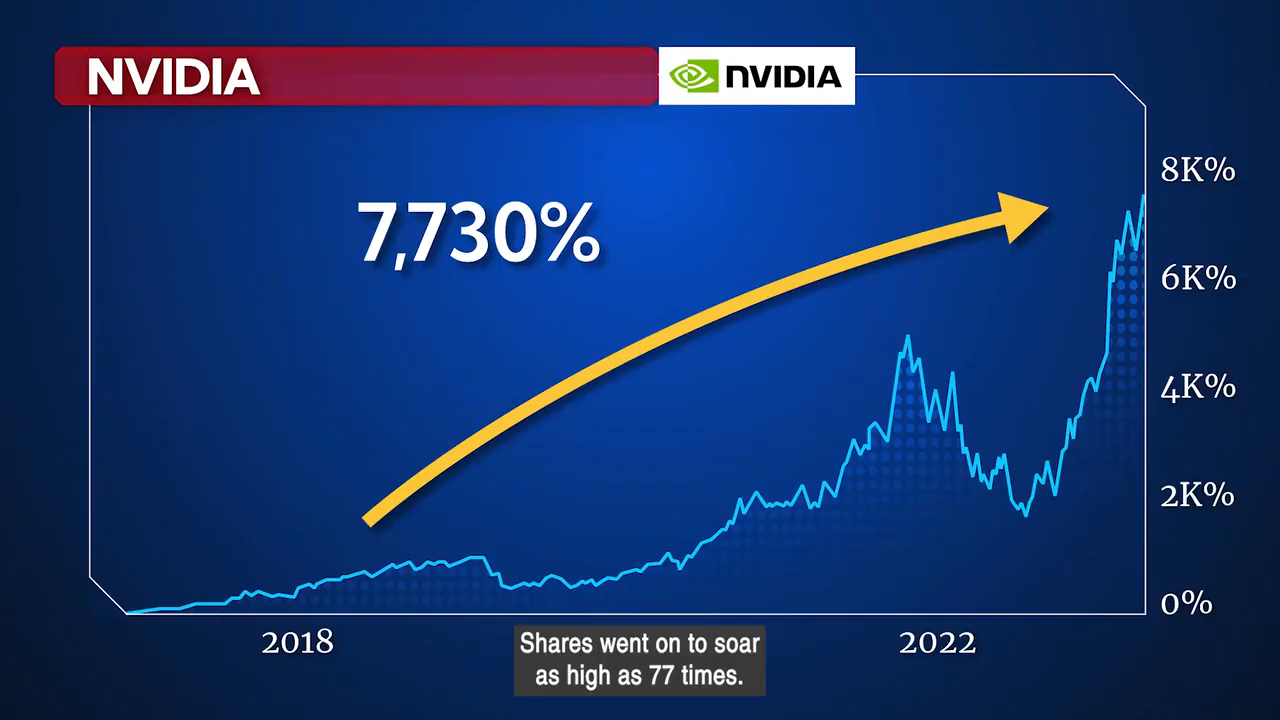 NVIDIA
NVIDIA
7,730%
8K%
6K%
4K%
2K%
0%
2018
2022
Shares went on to soar
as high as 77 times.